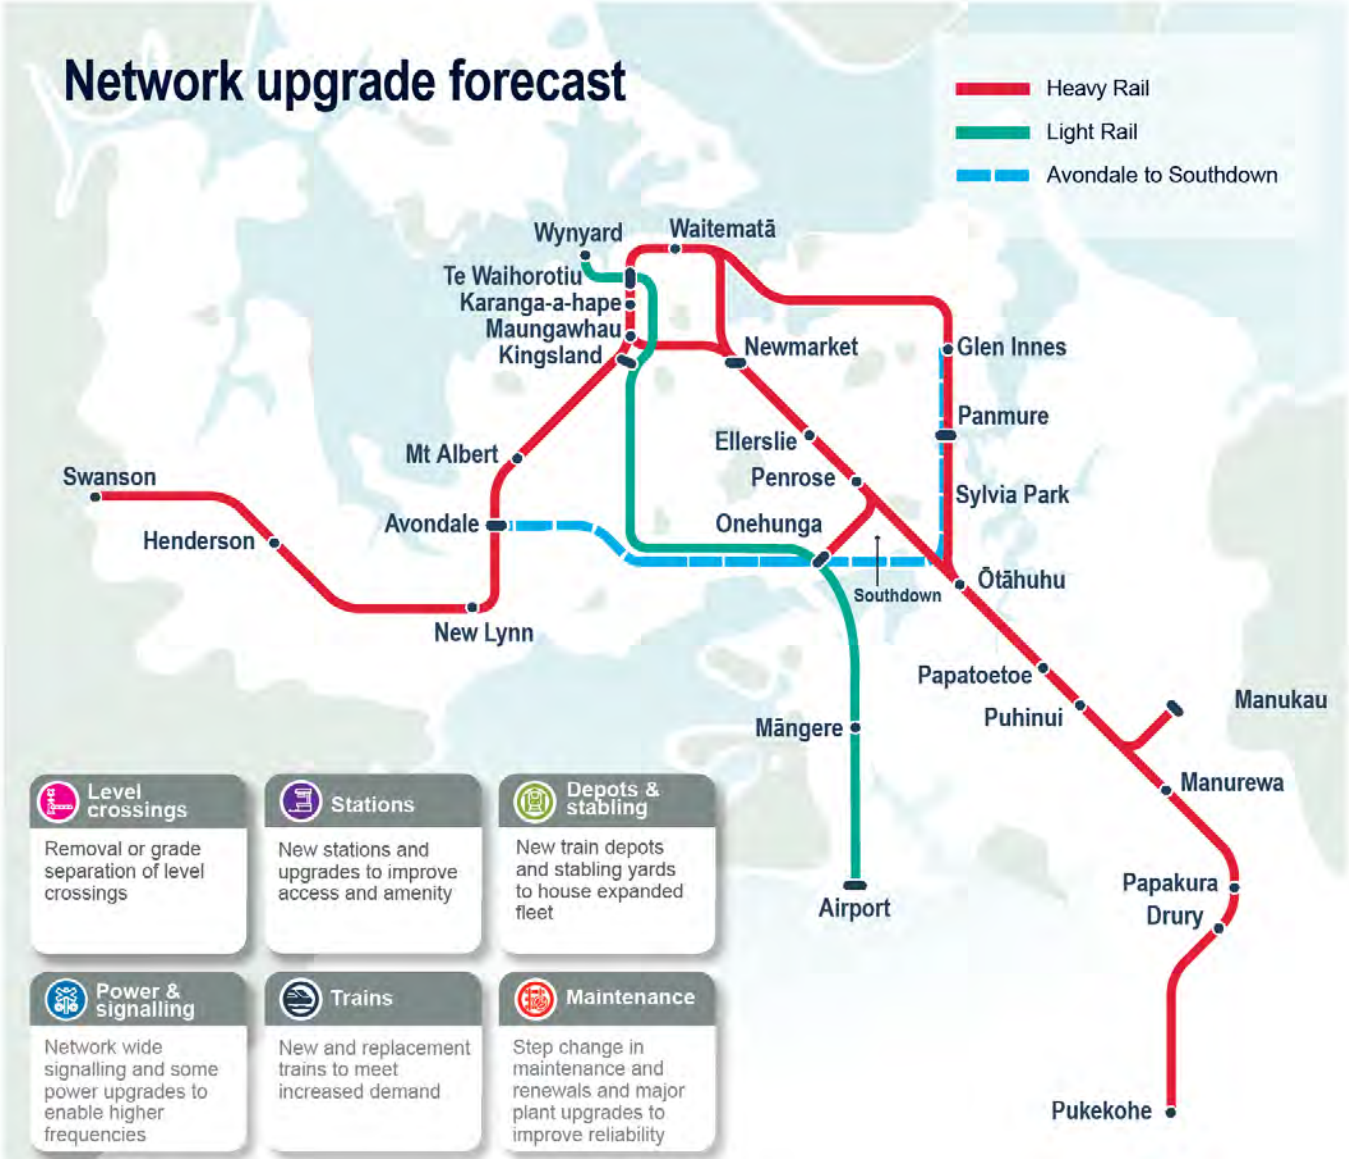 Network upgrade forecast
Heavy Rail
Light Rail
Avondale to Southdown
Wynyard
Waitematā
Te Waihorotiu
Karanga-a-hape
Maungawhau
Kingsland
Newmarket
Glen Innes
Panmure
Ellerslie
Mt Albert
Penrose
Swanson
Sylvia Park
Avondale
Onehunga
Henderson
Ōtāhuhu
Southdown
New Lynn
Papatoetoe
Manukau
Puhinui
Māngere
Manurewa
Papakura
Airport
Drury
Pukekohe
Level
crossings
Removal or grade
separation of level
crossings
Stations
New stations and
upgrades to improve
access and amenity
Depots &
stabling
New train depots
and stabling yards
to house expanded
fleet
Power &
signalling
Network wide
signalling and some
power upgrades to
enable higher
frequencies
Trains
New and replacement
trains to meet
increased demand
Maintenance
Step change in
maintenance and
renewals and major
plant upgrades to
improve reliability